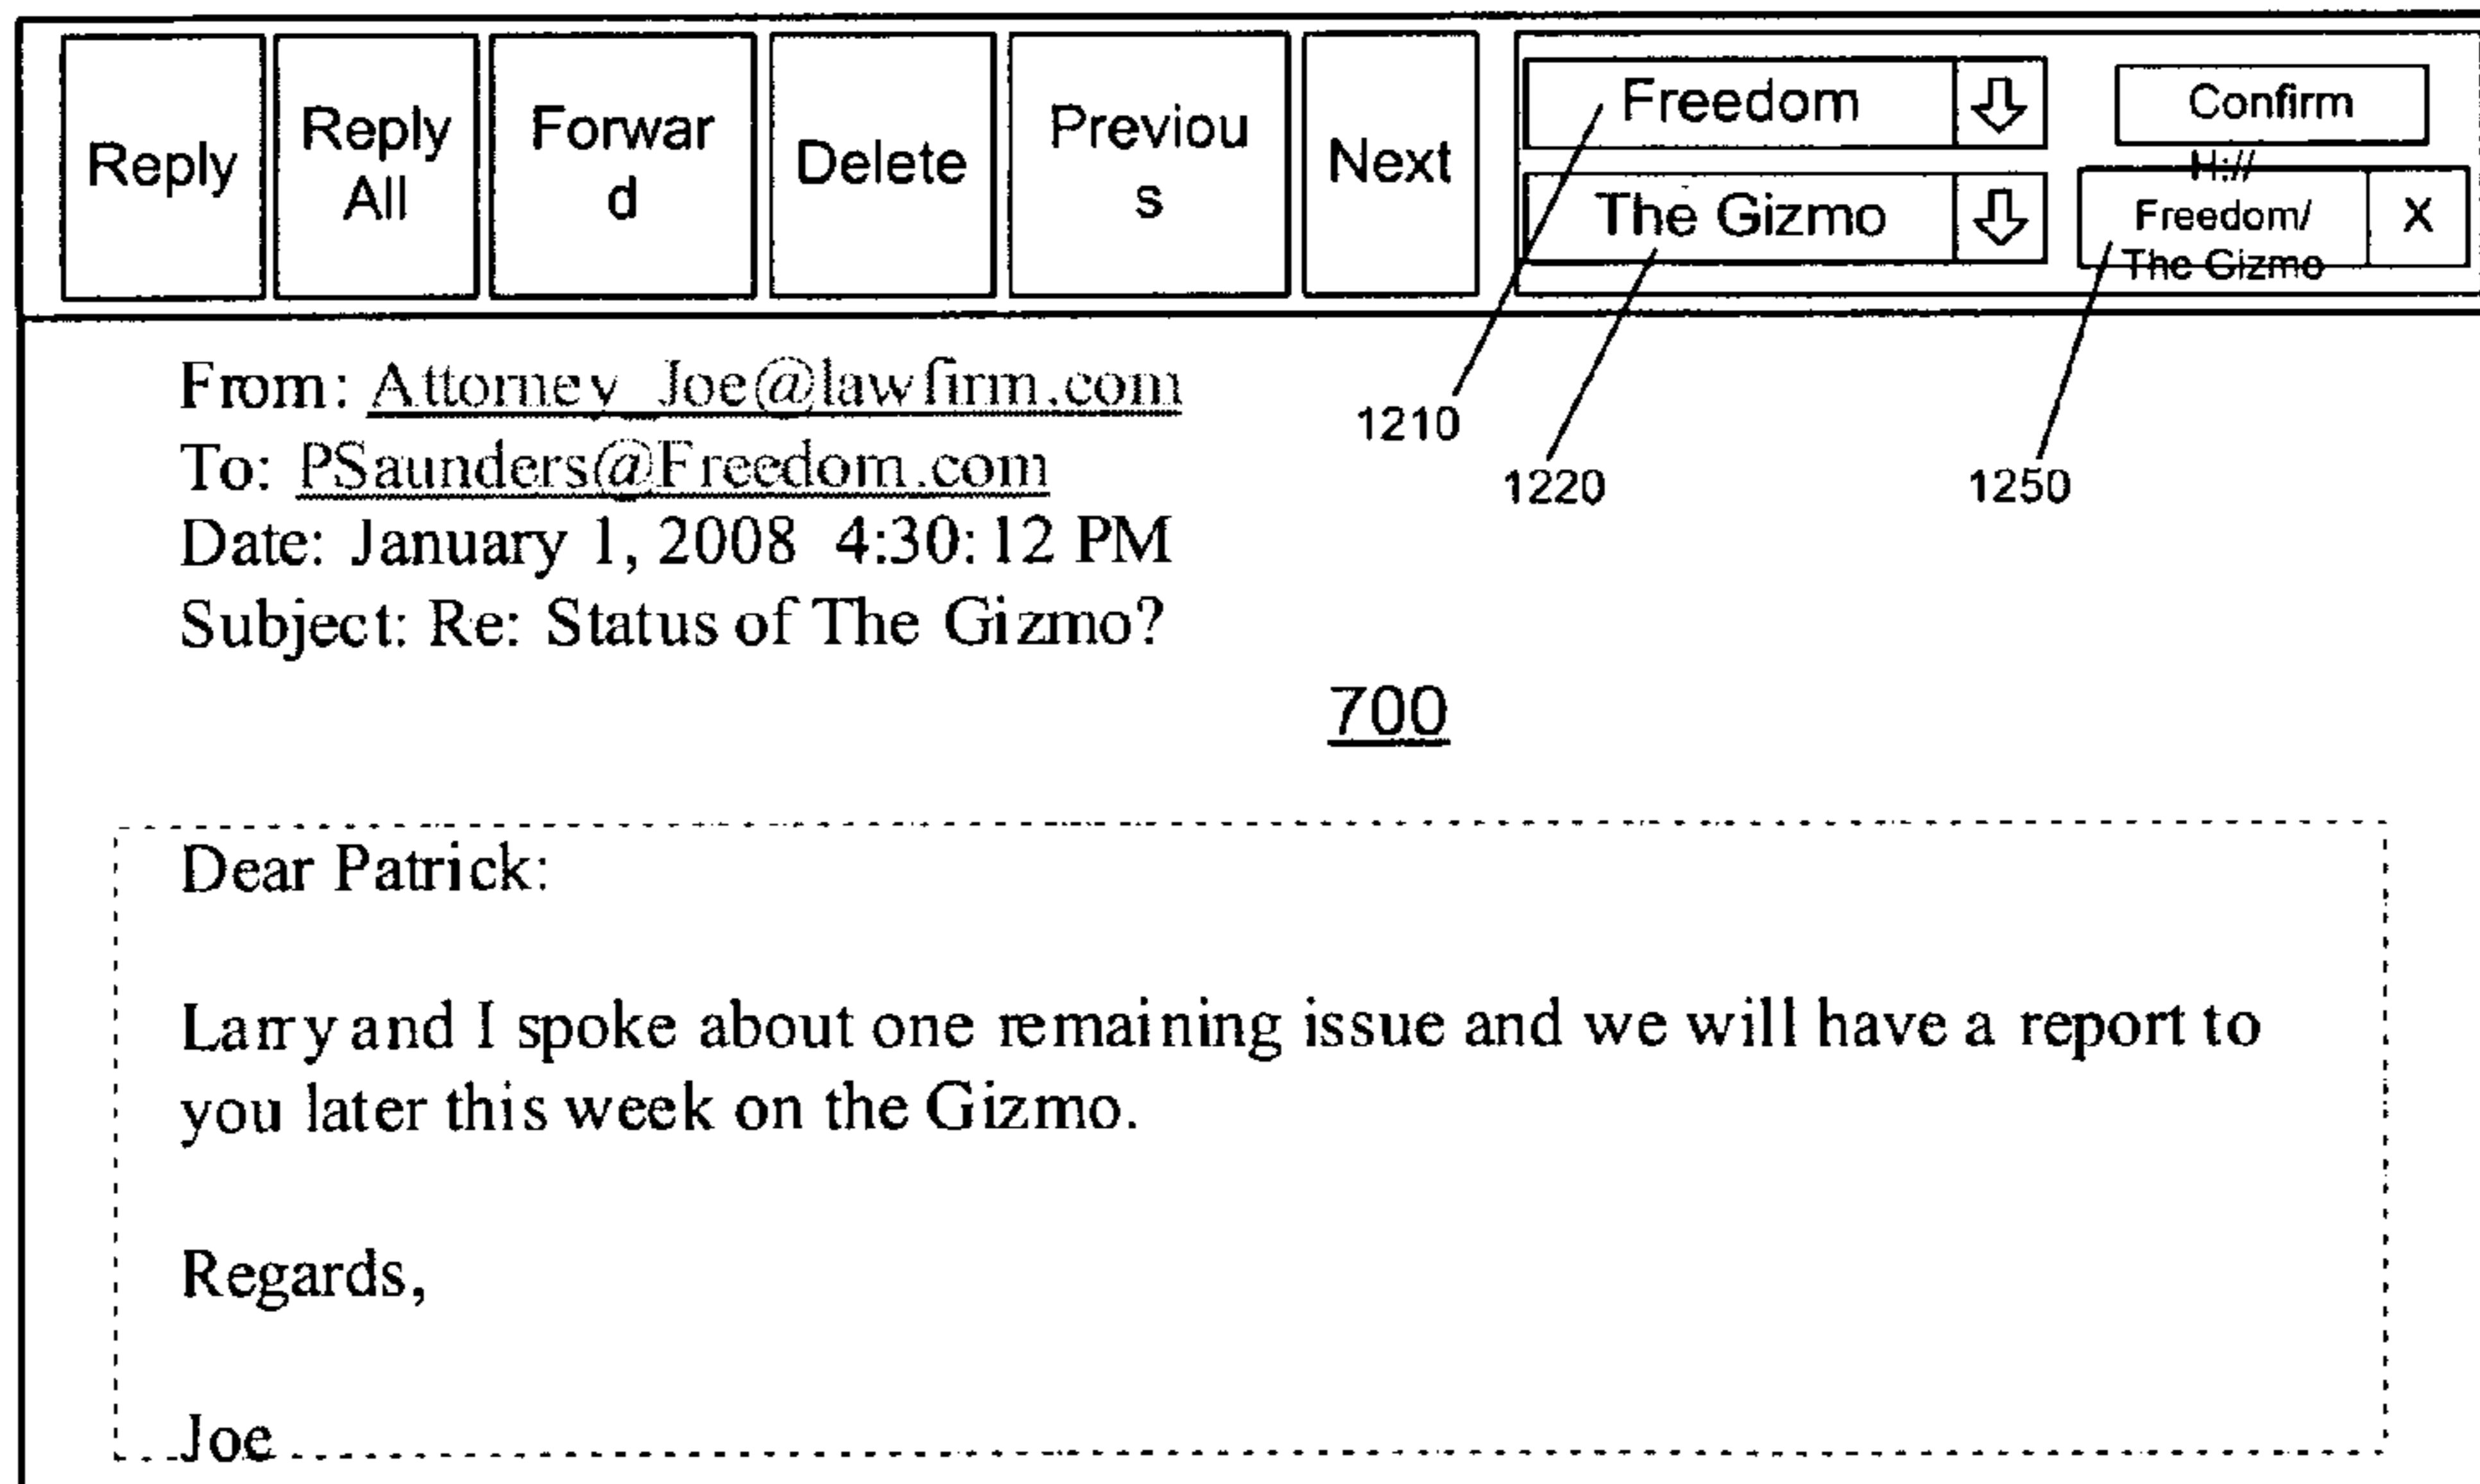 Reply
Reply
All
Forwar
d
Delete
Previou
s
Next
Freedom
Confirm
The Gizmo
H://
Freedom/
The Gizmo
X
From: Attorney_Joe@lawfirm.com
1210
To: PSaunders@Freedom.com
1220
1250
Date: January 1, 2008 4:30:12 PM
Subject: Re: Status of The Gizmo?
700
Dear Patrick:
Larry and I spoke about one remaining issue and we will have a report to
you later this week on the Gizmo.
Regards,
Joe